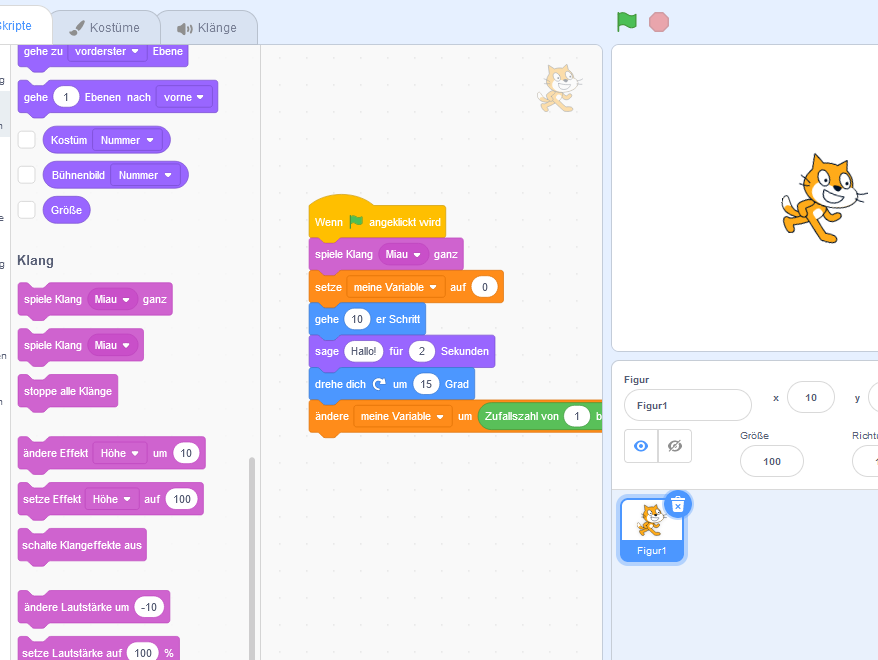 Skripte
Kostüme
Klänge
gehe zu vorderster Ebene
gehe 1 Ebenen nach vorne
Kostüm Nummer
Bühnenbild Nummer
Größe
Klang
spiele Klang Miau ganz
spiele Klang Miau
stoppe alle Klänge
ändere Effekt Höhe um 10
setze Effekt Höhe auf 100
schalte Klangeffekte aus
ändere Lautstärke um -10
setze Lautstärke auf 100 %
Wenn angeklickt wird
spiele Klang Miau ganz
setze meine Variable auf 0
gehe 10 er Schritt
sage Hallo! für 2 Sekunden
drehe dich um 15 Grad
ändere meine Variable um Zufallszahl von 1 b
Figur
Figur1
x 10 y
Größe
100
Richtu
Figur1